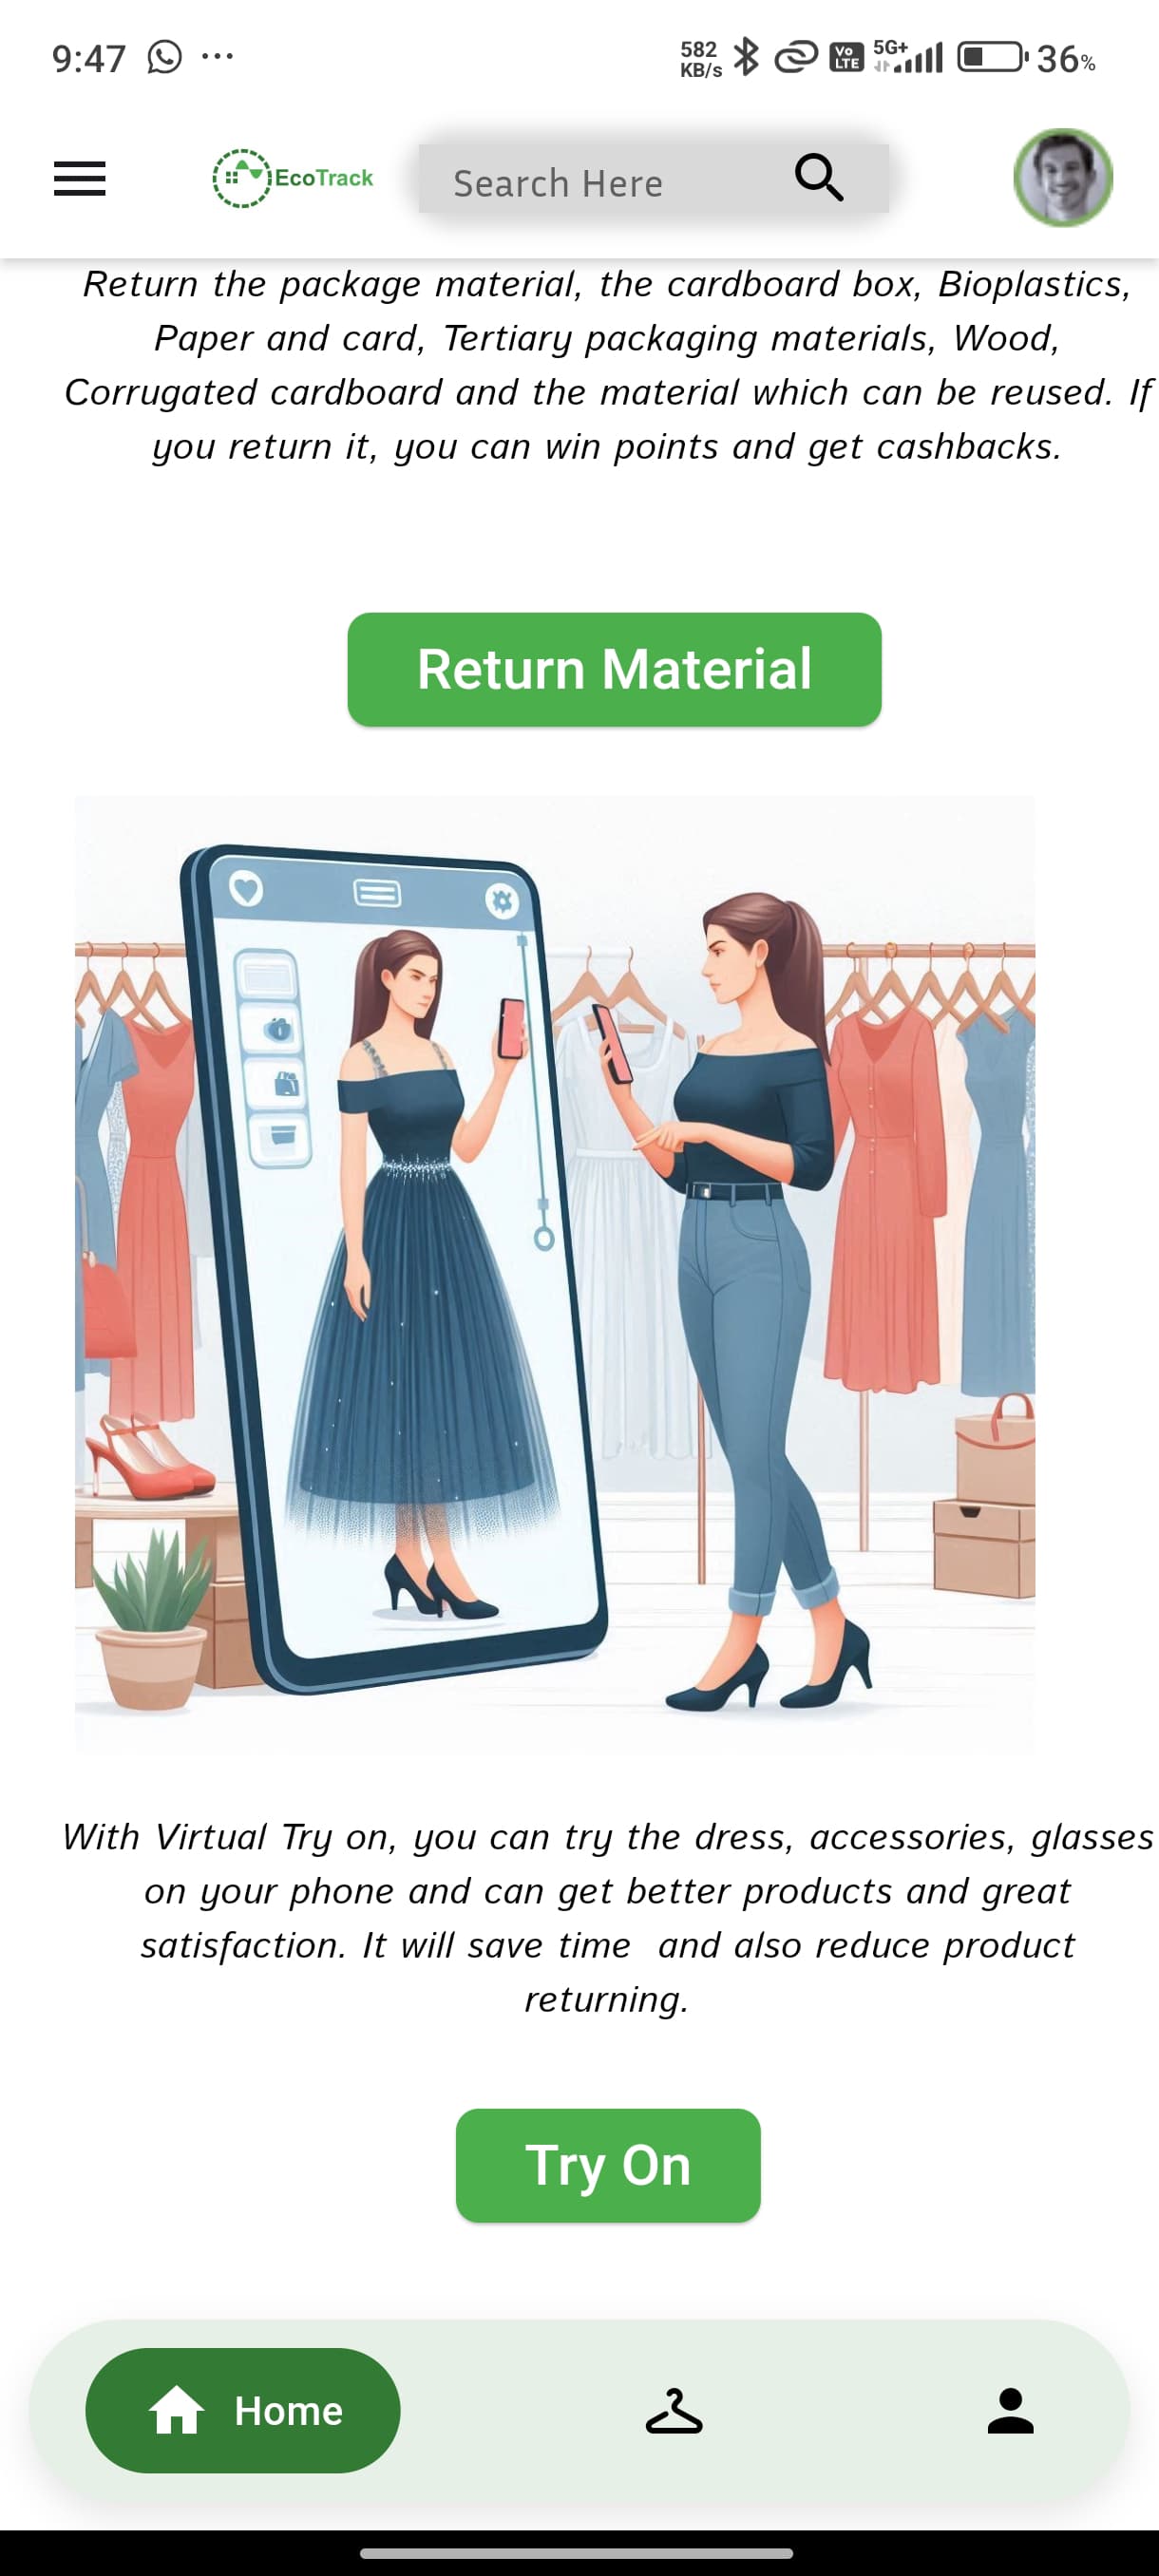 9:47
582
KB/s
Vo
LTE
5G+
36%
EcoTrack
Search Here
Return the package material, the cardboard box, Bioplastics,
Paper and card, Tertiary packaging materials, Wood,
Corrugated cardboard and the material which can be reused. If
you return it, you can win points and get cashbacks.
Return Material
With Virtual Try on, you can try the dress, accessories, glasses
on your phone and can get better products and great
satisfaction. It will save time  and also reduce product
returning.
Try On
Home